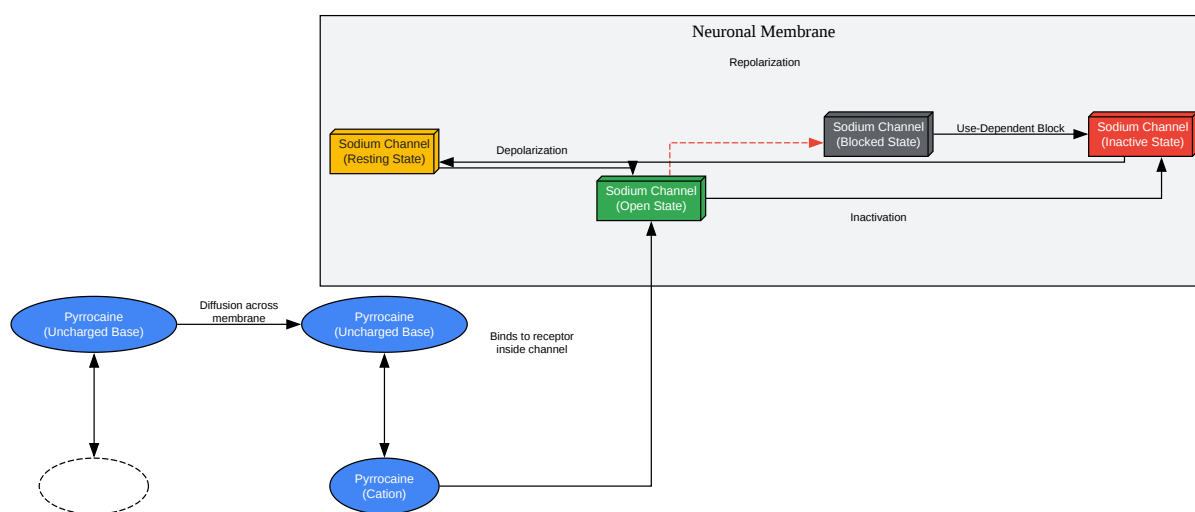 Neuronal Membrane
Repolarization
Sodium Channel
(Resting State)
Depolarization
Sodium Channel
(Open State)
Sodium Channel
(Blocked State)
Use-Dependent Block
Sodium Channel
(Inactive State)
Inactivation
Pyrrocaine
(Uncharged Base)
Diffusion across
membrane
Pyrrocaine
(Uncharged Base)
Binds to receptor
inside channel
Pyrrocaine
(Cation)